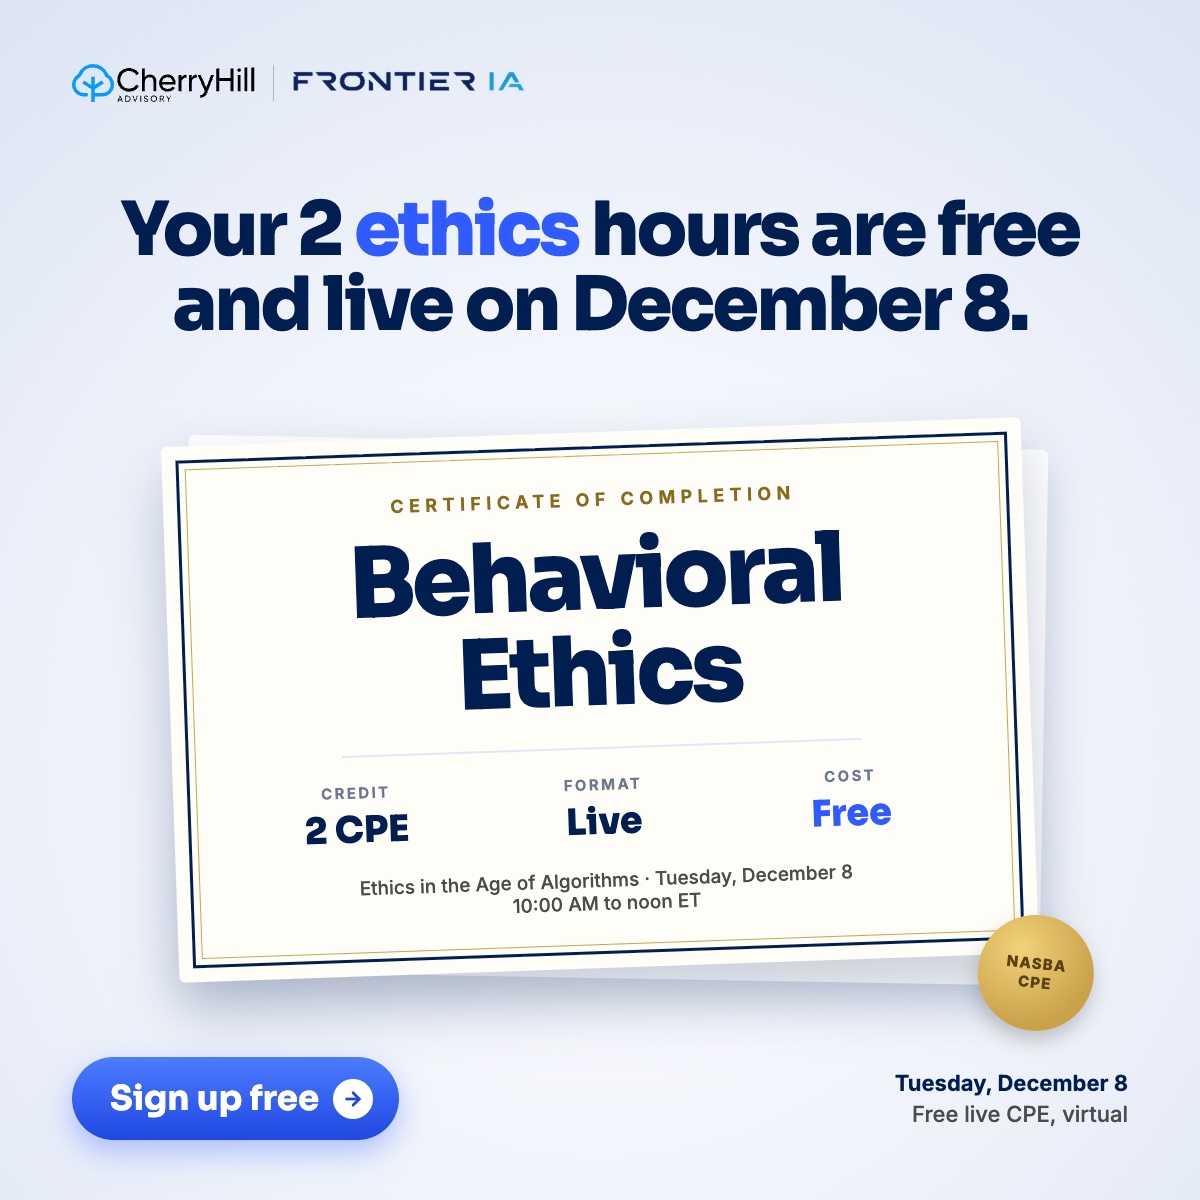 CherryHill
ADVISORY
FRONTIER IA
Your 2 ethics hours are free
and live on December 8.
CERTIFICATE OF COMPLETION
Behavioral
Ethics
CREDIT
2 CPE
FORMAT
Live
COST
Free
Ethics in the Age of Algorithms · Tuesday, December 8
10:00 AM to noon ET
NASBA
CPE
Sign up free
Tuesday, December 8
Free live CPE, virtual